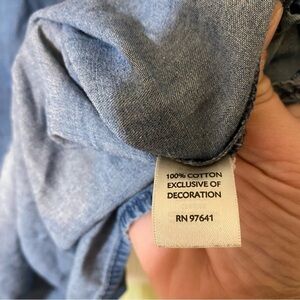 100% COTTON
EXCLUSIVE OF
DECORATION
RN 97641